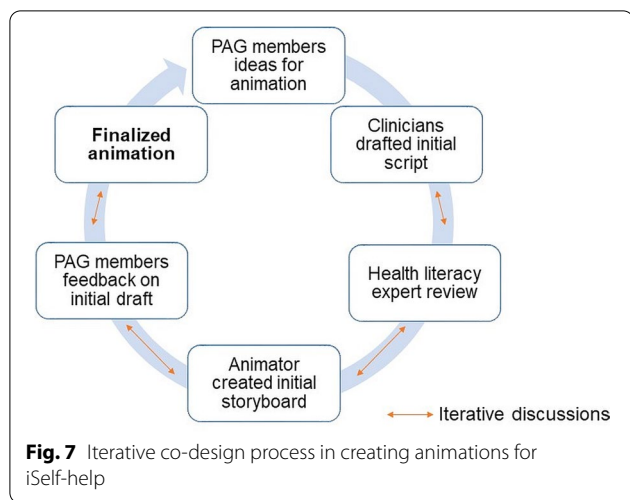 PAG members
ideas for
animation
Clinicians
drafted initial
script
Health literacy
expert review
Animator
created initial
storyboard
PAG members
feedback on
initial draft
Finalized
animation
Iterative discussions
Fig. 7 Iterative co-design process in creating animations for
iSelf-help